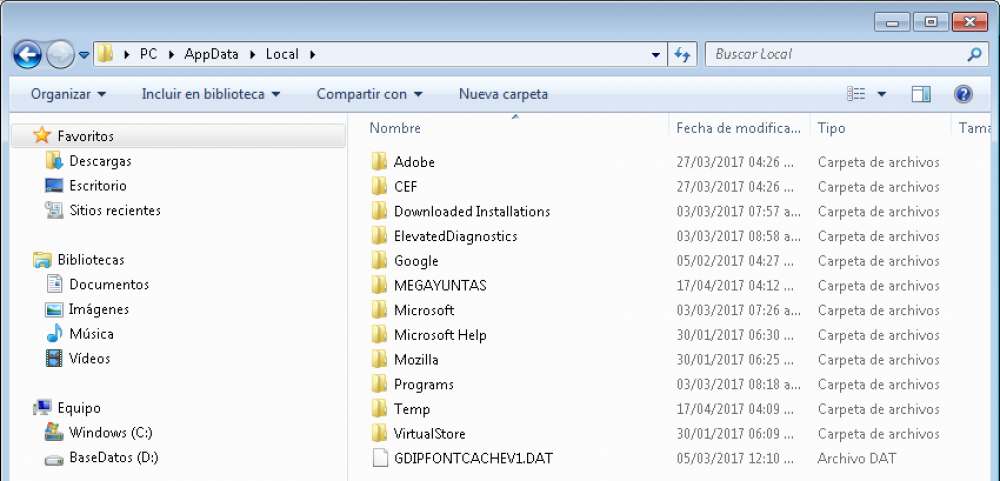 PC AppData Local Buscar Local
Organizar Incluir en biblioteca Compartir con Nueva carpeta
Favoritos
Descargas
Escritorio
Sitios recientes
Bibliotecas
Documentos
Imágenes
Música
Vídeos
Equipo
Windows (C:)
BaseDatos (D:)
Nombre Fecha de modifica... Tipo Tama
Adobe 27/03/2017 04:26 ... Carpeta de archivos
CEF 27/03/2017 04:26 ... Carpeta de archivos
Downloaded Installations 03/03/2017 07:57 a... Carpeta de archivos
ElevatedDiagnostics 03/03/2017 08:58 a... Carpeta de archivos
Google 05/02/2017 04:27 ... Carpeta de archivos
MEGAYUNTAS 17/04/2017 04:12 ... Carpeta de archivos
Microsoft 03/03/2017 07:26 a... Carpeta de archivos
Microsoft Help 30/01/2017 06:30 ... Carpeta de archivos
Mozilla 30/01/2017 06:25 ... Carpeta de archivos
Programs 03/03/2017 08:18 a... Carpeta de archivos
Temp 17/04/2017 04:09 ... Carpeta de archivos
VirtualStore 30/01/2017 06:09 ... Carpeta de archivos
GDIPFONTCACHEV1.DAT 05/03/2017 12:10 ... Archivo DAT